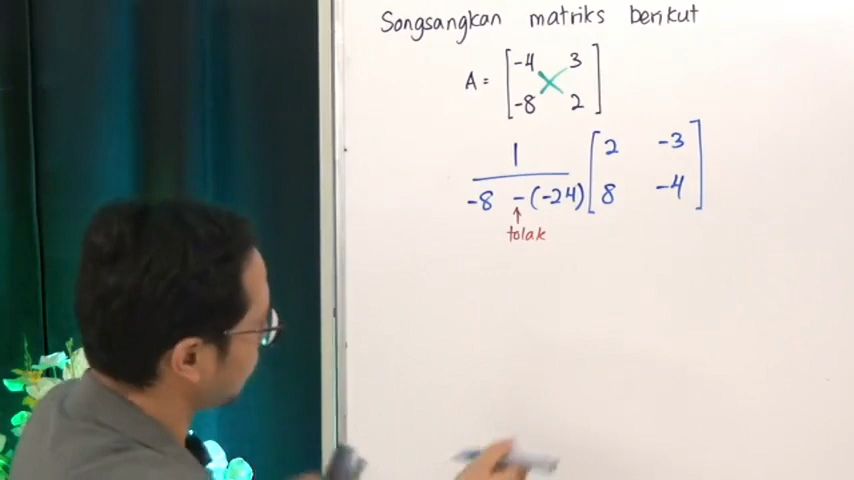 Songsangkan matriks berikut
A = [ -4 3
-8 2 ]
1
-8 -(-24) [ 2 -3
8 -4 ]
↑
tolak